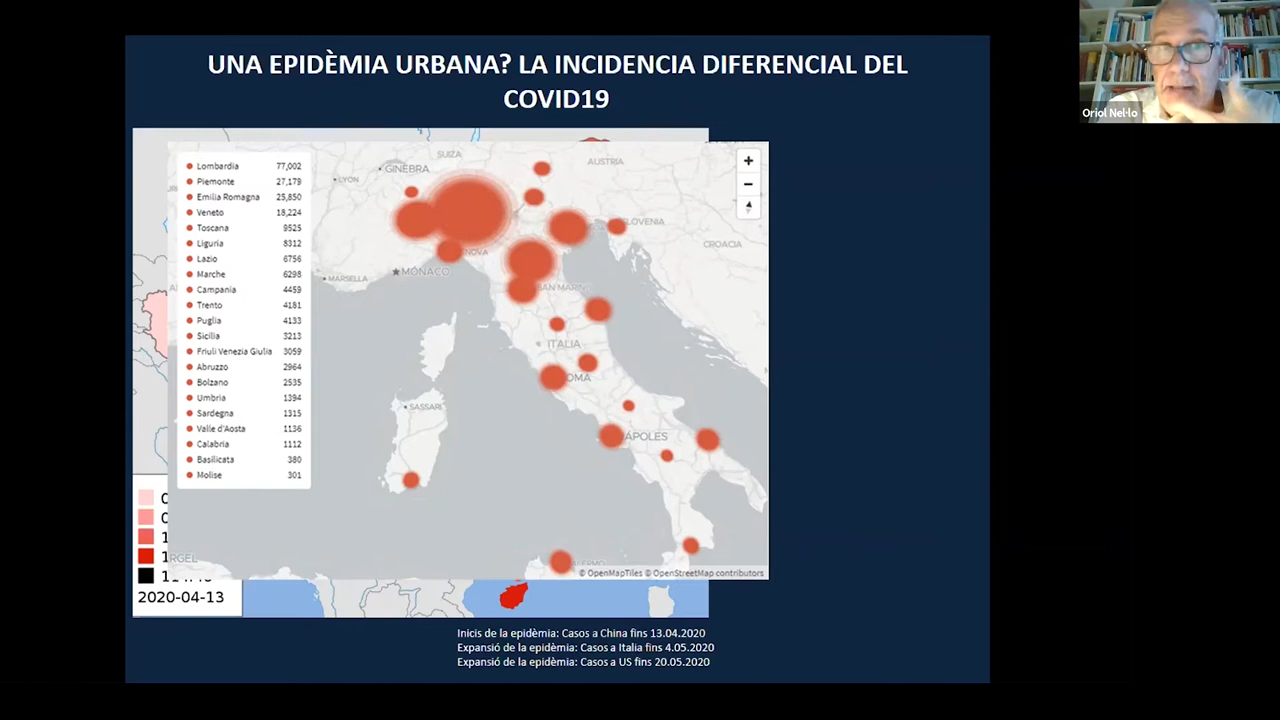 UNA EPIDÈMIA URBANA? LA INCIDENCIA DIFERENCIAL DEL
COVID19
Oriol Nel·lo
Lombardia 77,002
Piemonte 27,179
Emilia Romagna 25,850
Veneto 18,224
Toscana 9525
Liguria 8312
Lazio 6756
Marche 6298
Campania 4459
Trento 4181
Puglia 4133
Sicilia 3213
Friuli Venezia Giulia 3059
Abruzzo 2964
Bolzano 2535
Umbria 1394
Sardegna 1315
Valle d'Aosta 1136
Calabria 1112
Basilicata 380
Molise 301
SUIZA
GINEBRA
AUSTRIA
LYON
ESLOVENIA
CROACIA
MÓNACO
MARSELLA
SAN MARIN
ITALIA
ROMA
SASSARI
NÁPOLES
© OpenMapTiles © OpenStreetMap contributors
2020-04-13
Inicis de la epidèmia: Casos a China fins 13.04.2020
Expansió de la epidèmia: Casos a Italia fins 4.05.2020
Expansió de la epidèmia: Casos a US fins 20.05.2020